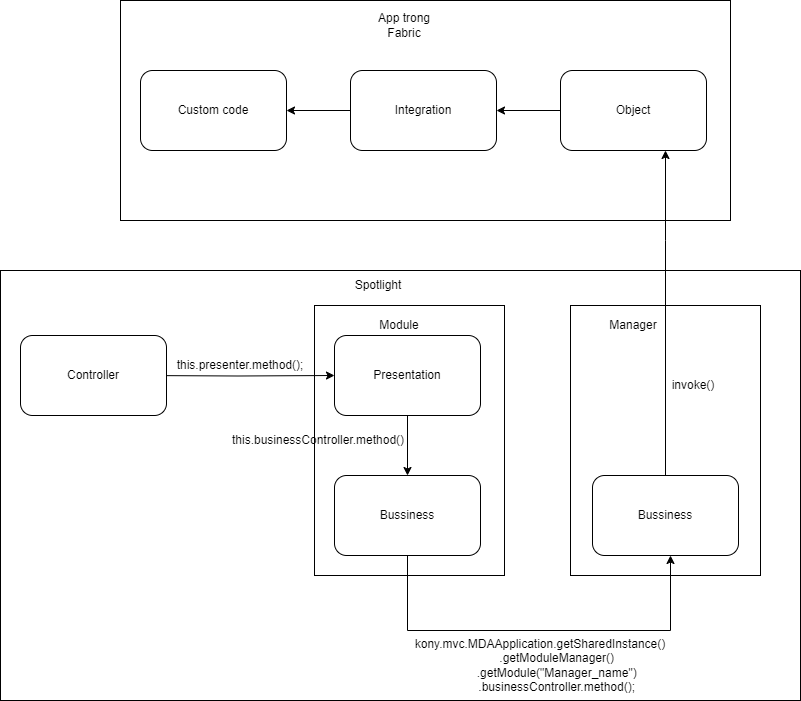 App trong
Fabric
Custom code
Integration
Object
Spotlight
Module
Manager
Controller
this.presenter.method();
Presentation
invoke()
this.businessController.method()
Bussiness
Bussiness
kony.mvc.MDAApplication.getSharedInstance()
.getModuleManager()
.getModule("Manager_name")
.businessController.method();